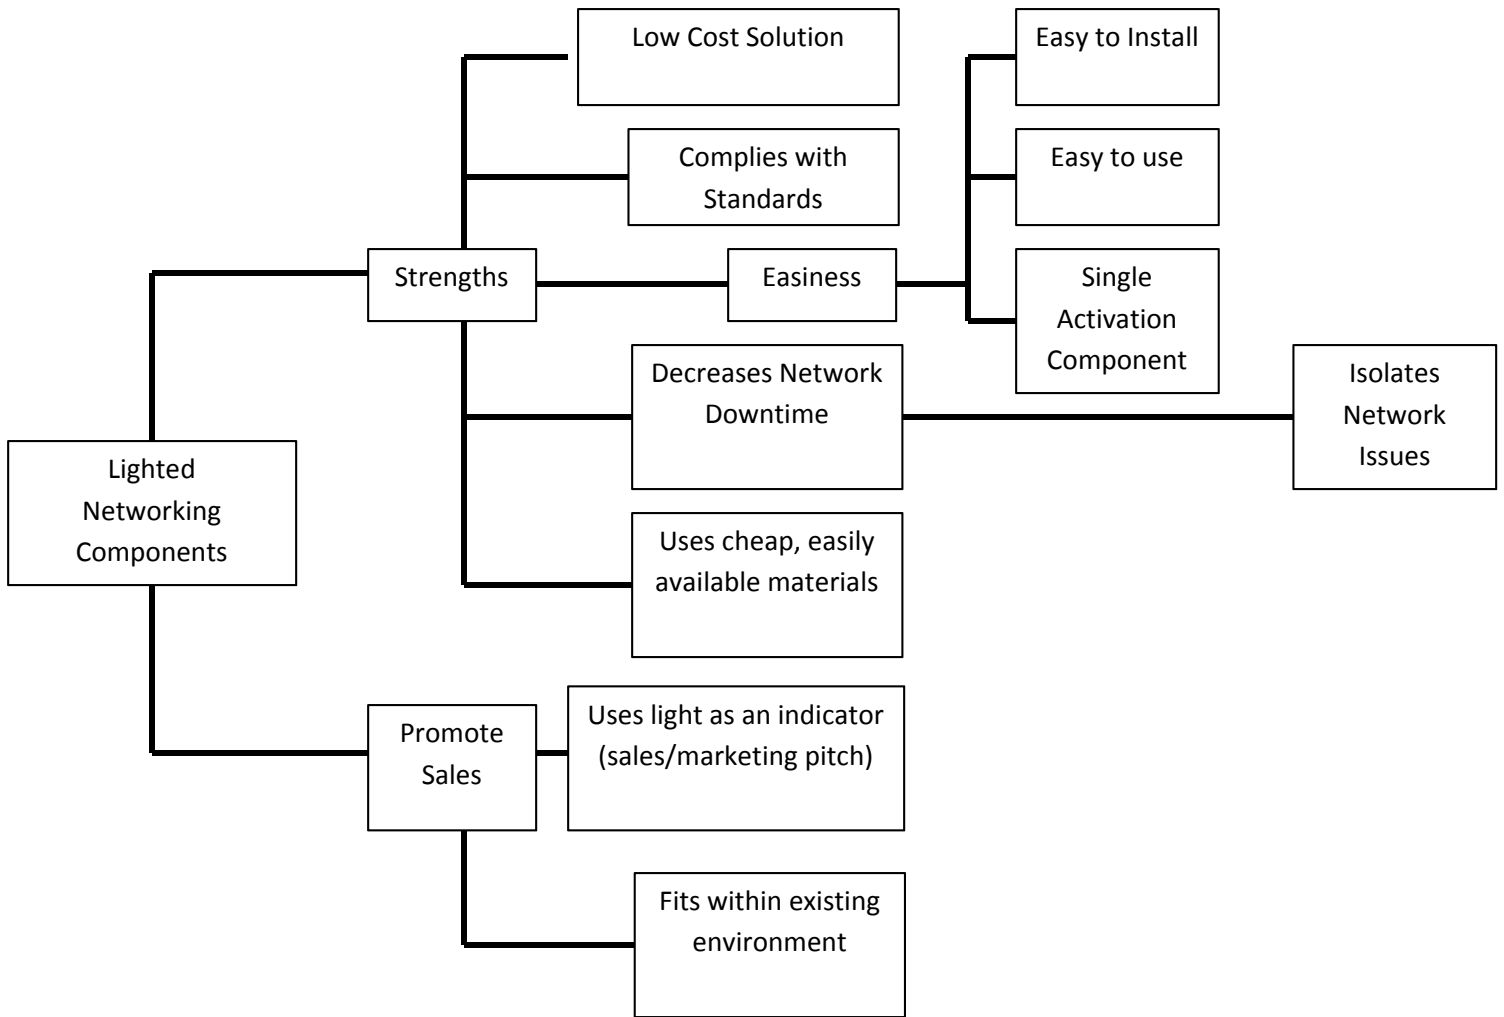 Low Cost Solution
Easy to Install
Complies with
Standards
Easy to use
Strengths
Easiness
Single
Activation
Component
Decreases Network
Downtime
Isolates
Network
Issues
Lighted
Networking
Components
Uses cheap, easily
available materials
Promote
Sales
Uses light as an indicator
(sales/marketing pitch)
Fits within existing
environment